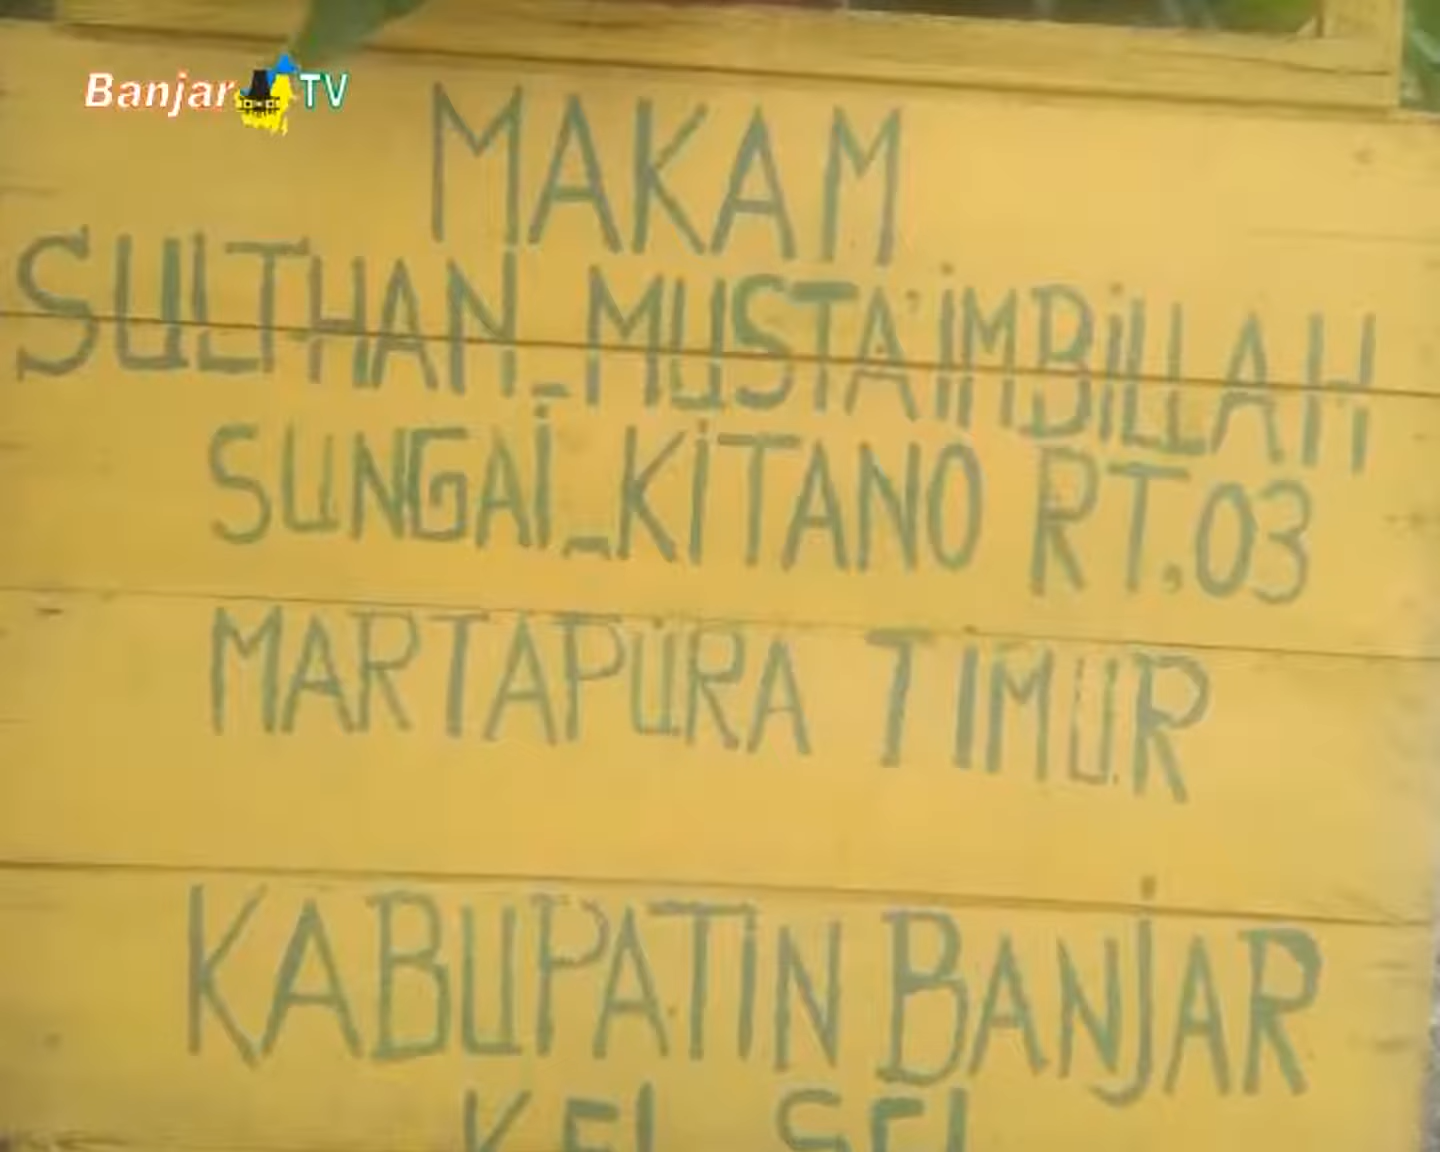 Banjar TV
MAKAM
SULTHAN_MUSTA'iMBiLLAH
SUNGAi_KiTANO RT.03
MARTAPURA TiMUR
KABUPATiN BANjAR